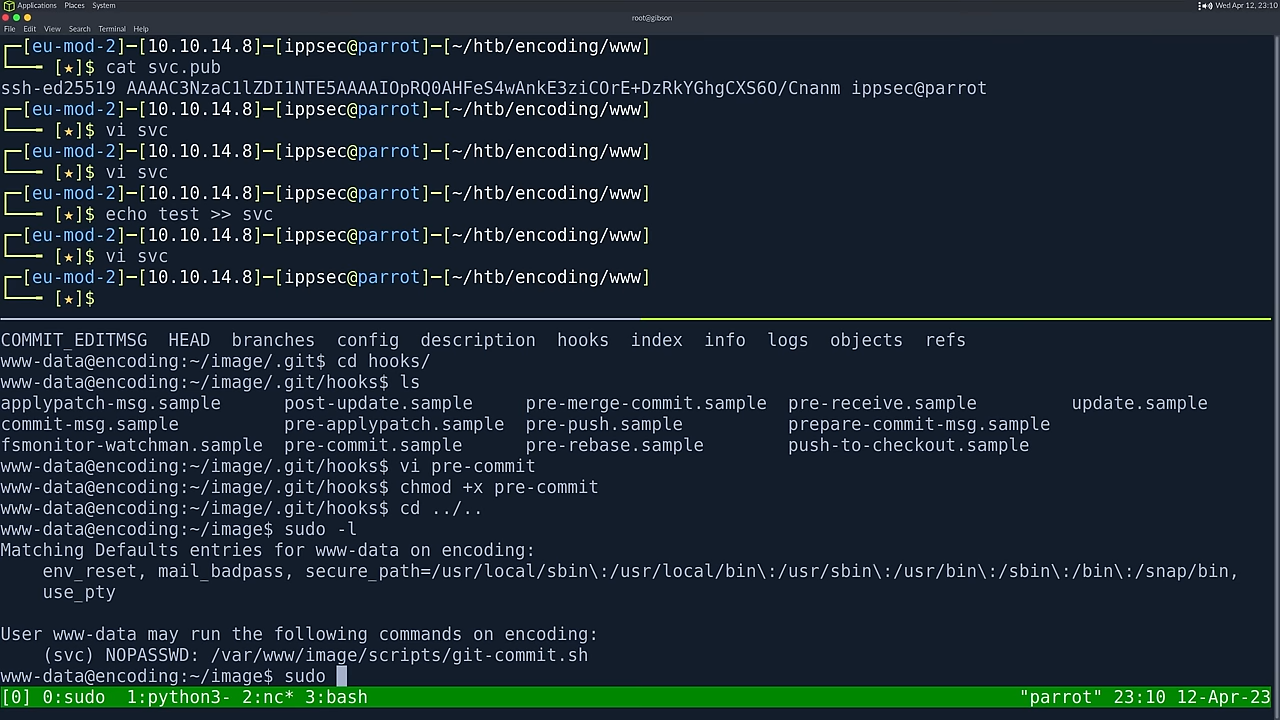 Applications Places System Wed Apr 12, 23:10
root@gibson
File Edit View Search Terminal Help
┌─[eu-mod-2]─[10.10.14.8]─[ippsec@parrot]─[~/htb/encoding/www]
└── [★]$ cat svc.pub
ssh-ed25519 AAAAC3NzaC1lZDI1NTE5AAAAIOpRQ0AHFeS4wAnkE3ziCOrE+DzRkYGhgCXS6O/Cnanm ippsec@parrot
┌─[eu-mod-2]─[10.10.14.8]─[ippsec@parrot]─[~/htb/encoding/www]
└── [★]$ vi svc
┌─[eu-mod-2]─[10.10.14.8]─[ippsec@parrot]─[~/htb/encoding/www]
└── [★]$ vi svc
┌─[eu-mod-2]─[10.10.14.8]─[ippsec@parrot]─[~/htb/encoding/www]
└── [★]$ echo test >> svc
┌─[eu-mod-2]─[10.10.14.8]─[ippsec@parrot]─[~/htb/encoding/www]
└── [★]$ vi svc
┌─[eu-mod-2]─[10.10.14.8]─[ippsec@parrot]─[~/htb/encoding/www]
└── [★]$
COMMIT_EDITMSG HEAD branches config description hooks index info logs objects refs
www-data@encoding:~/image/.git$ cd hooks/
www-data@encoding:~/image/.git/hooks$ ls
applypatch-msg.sample post-update.sample pre-merge-commit.sample pre-receive.sample update.sample
commit-msg.sample pre-applypatch.sample pre-push.sample prepare-commit-msg.sample
fsmonitor-watchman.sample pre-commit.sample pre-rebase.sample push-to-checkout.sample
www-data@encoding:~/image/.git/hooks$ vi pre-commit
www-data@encoding:~/image/.git/hooks$ chmod +x pre-commit
www-data@encoding:~/image/.git/hooks$ cd ../..
www-data@encoding:~/image$ sudo -l
Matching Defaults entries for www-data on encoding:
env_reset, mail_badpass, secure_path=/usr/local/sbin\:/usr/local/bin\:/usr/sbin\:/usr/bin\:/sbin\:/bin\:/snap/bin,
use_pty
User www-data may run the following commands on encoding:
(svc) NOPASSWD: /var/www/image/scripts/git-commit.sh
www-data@encoding:~/image$ sudo
[0] 0:sudo 1:python3- 2:nc* 3:bash "parrot" 23:10 12-Apr-23